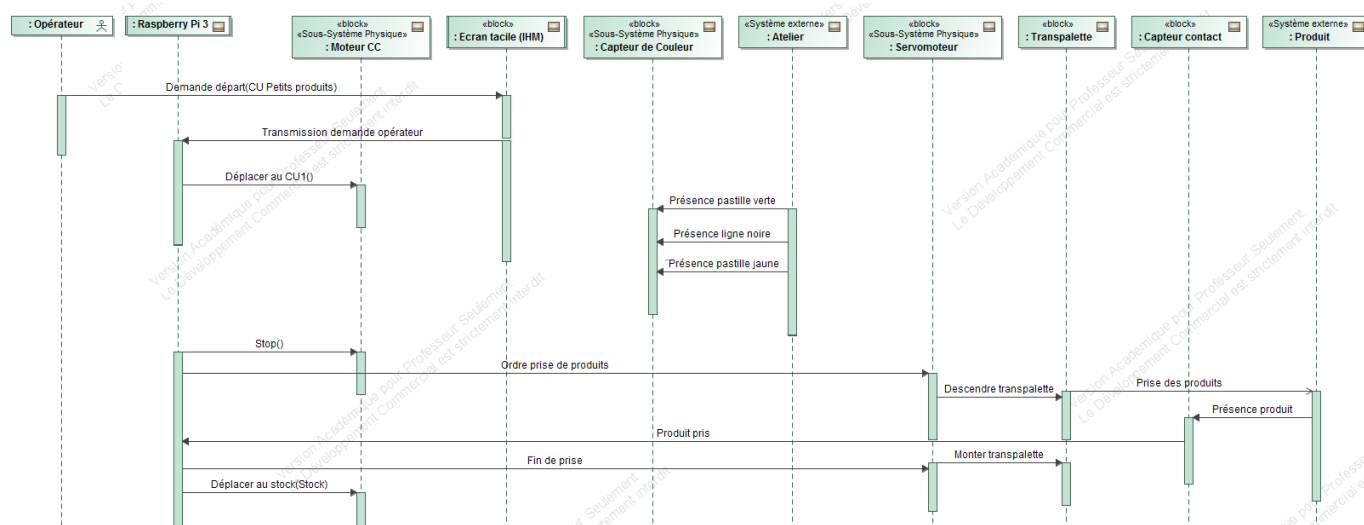 : Opérateur
: Raspberry Pi 3
«block»
«Sous-Système Physique»
: Moteur CC
«block»
: Ecran tacile (IHM)
«block»
«Sous-Système Physique»
: Capteur de Couleur
«Système externe»
: Atelier
«block»
«Sous-Système Physique»
: Servomoteur
«block»
: Transpalette
«block»
: Capteur contact
«Système externe»
: Produit
Demande départ(CU Petits produits)
Transmission demande opérateur
Déplacer au CU1()
Présence pastille verte
Présence ligne noire
Présence pastille jaune
Stop()
Ordre prise de produits
Descendre transpalette
Prise des produits
Présence produit
Produit pris
Fin de prise
Monter transpalette
Déplacer au stock(Stock)
Version Académique pour Professeur Seulement
Le Développement Commercial est strictement interdit